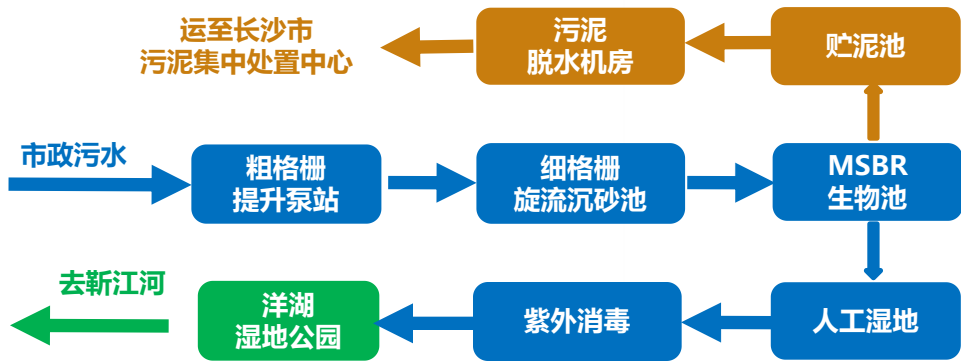 运至长沙市
污泥集中处置中心
污泥
脱水机房
贮泥池
市政污水
粗格栅
提升泵站
细格栅
旋流沉砂池
MSBR
生物池
去靳江河
洋湖
湿地公园
紫外消毒
人工湿地